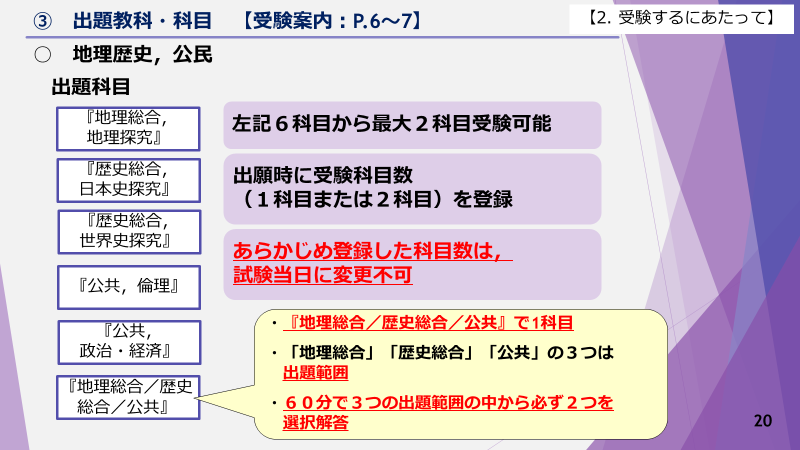 ③ 出題教科・科目 【受験案内：P.6～7】
【2. 受験するにあたって】
○ 地理歴史，公民
出題科目
『地理総合，
地理探究』
『歴史総合，
日本史探究』
『歴史総合，
世界史探究』
『公共，倫理』
『公共，
政治・経済』
『地理総合／歴史
総合／公共』
左記６科目から最大２科目受験可能
出願時に受験科目数
（１科目または２科目）を登録
あらかじめ登録した科目数は，
試験当日に変更不可
・『地理総合／歴史総合／公共』で1科目
・「地理総合」「歴史総合」「公共」の３つは
出題範囲
・６０分で３つの出題範囲の中から必ず２つを
選択解答
20